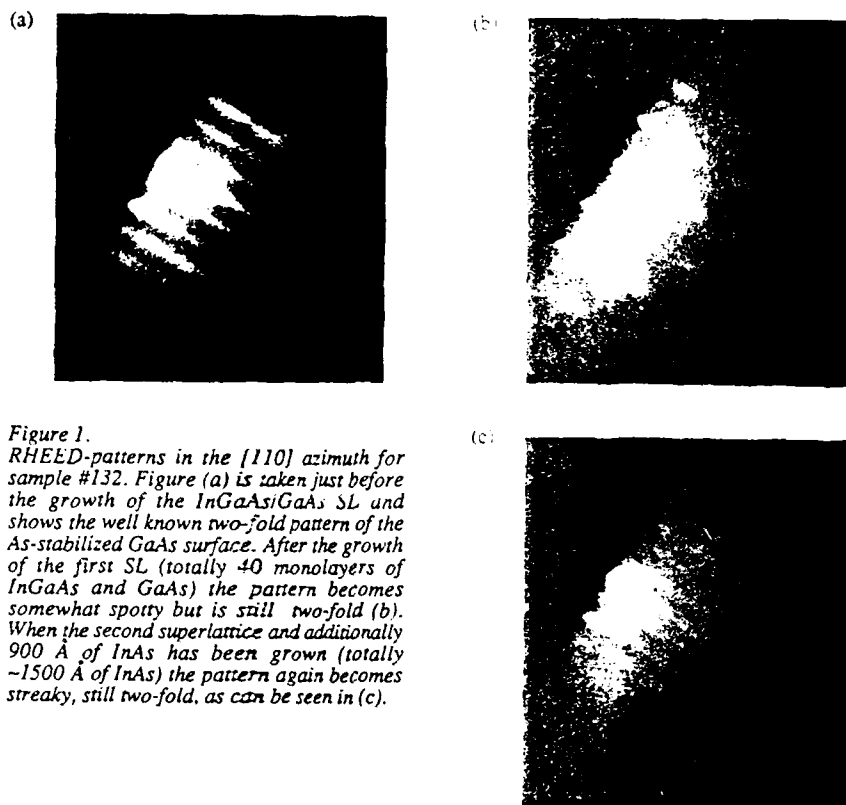 (a)
(b)
Figure 1.
RHEED-patterns in the [110] azimuth for
sample #132. Figure (a) is taken just before
the growth of the InGaAs/GaAs SL and
shows the well known two-fold pattern of the
As-stabilized GaAs surface. After the growth
of the first SL (totally 40 monolayers of
InGaAs and GaAs) the pattern becomes
somewhat spotty but is still two-fold (b).
When the second superlattice and additionally
900 Å of InAs has been grown (totally
~1500 Å of InAs) the pattern again becomes
streaky, still two-fold, as can be seen in (c).
(c)